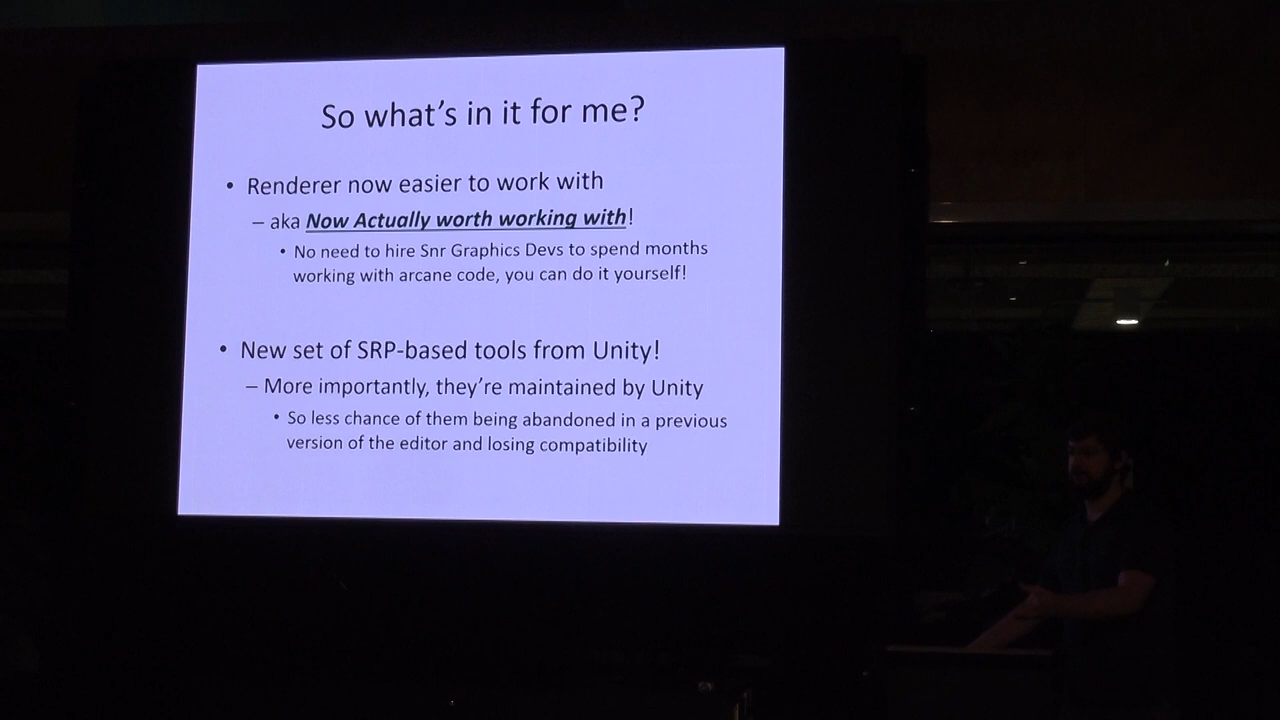 So what's in it for me?
• Renderer now easier to work with
– aka Now Actually worth working with!
• No need to hire Snr Graphics Devs to spend months
working with arcane code, you can do it yourself!
• New set of SRP-based tools from Unity!
– More importantly, they're maintained by Unity
• So less chance of them being abandoned in a previous
version of the editor and losing compatibility